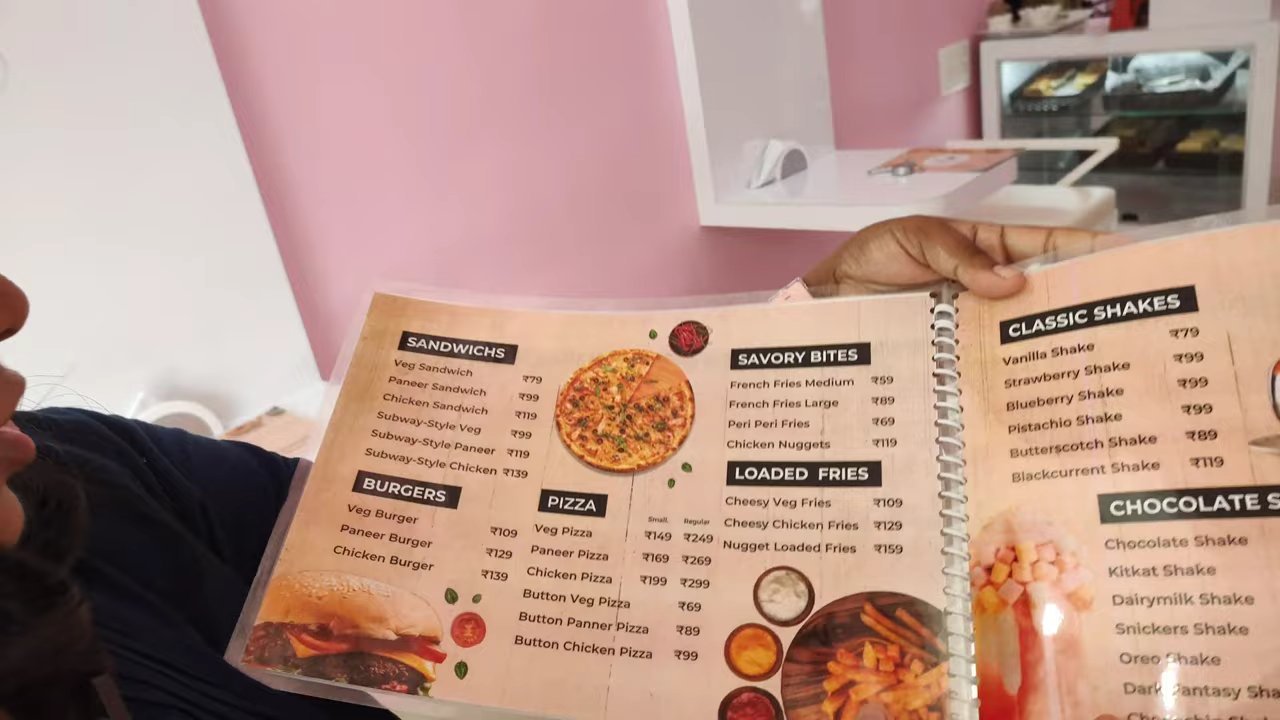 SANDWICHS
Veg Sandwich ₹79
Paneer Sandwich ₹99
Chicken Sandwich ₹119
Subway-Style Veg ₹99
Subway-Style Paneer ₹119
Subway-Style Chicken ₹139
BURGERS
Veg Burger ₹109
Paneer Burger ₹129
Chicken Burger ₹139
PIZZA
Small Regular
Veg Pizza ₹149 ₹249
Paneer Pizza ₹169 ₹269
Chicken Pizza ₹199 ₹299
Button Veg Pizza ₹69
Button Panner Pizza ₹89
Button Chicken Pizza ₹99
SAVORY BITES
French Fries Medium ₹59
French Fries Large ₹89
Peri Peri Fries ₹69
Chicken Nuggets ₹119
LOADED FRIES
Cheesy Veg Fries ₹109
Cheesy Chicken Fries ₹129
Nugget Loaded Fries ₹159
CLASSIC SHAKES
Vanilla Shake ₹79
Strawberry Shake ₹99
Blueberry Shake ₹99
Pistachio Shake ₹99
Butterscotch Shake ₹89
Blackcurrent Shake ₹119
CHOCOLATE S
Chocolate Shake
Kitkat Shake
Dairymilk Shake
Snickers Shake
Oreo Shake
Dark Fantasy Sha